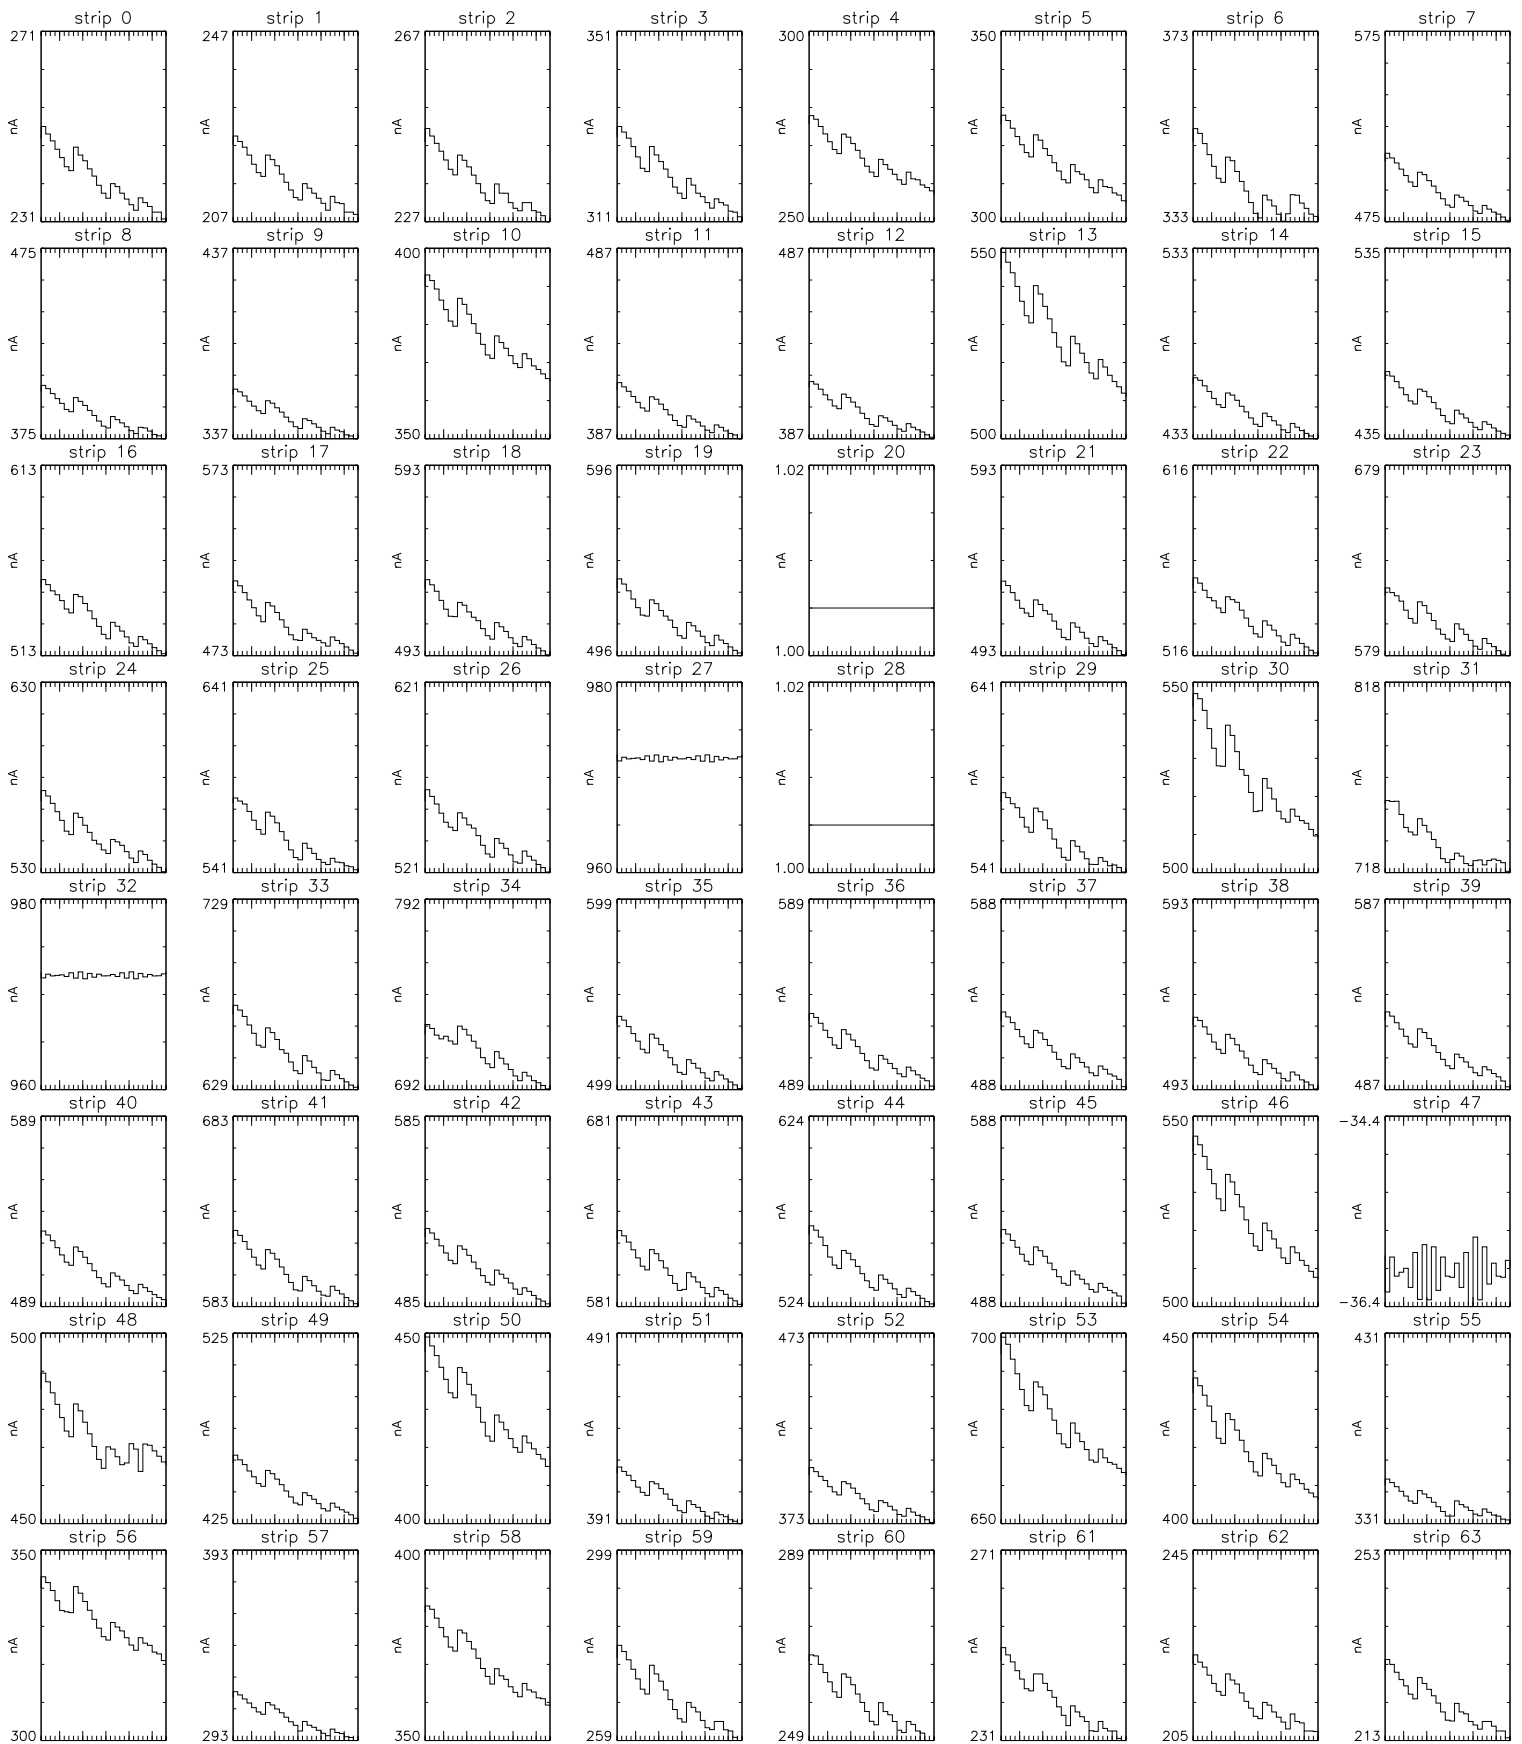 strip 0 strip 1 strip 2 strip 3 strip 4 strip 5 strip 6 strip 7
271 247 267 351 300 350 373 575
nA nA nA nA nA nA nA nA
231 207 227 311 250 300 333 475
strip 8 strip 9 strip 10 strip 11 strip 12 strip 13 strip 14 strip 15
475 437 400 487 487 550 533 535
nA nA nA nA nA nA nA nA
375 337 350 387 387 500 433 435
strip 16 strip 17 strip 18 strip 19 strip 20 strip 21 strip 22 strip 23
613 573 593 596 1.02 593 616 679
nA nA nA nA nA nA nA nA
513 473 493 496 1.00 493 516 579
strip 24 strip 25 strip 26 strip 27 strip 28 strip 29 strip 30 strip 31
630 641 621 980 1.02 641 550 818
nA nA nA nA nA nA nA nA
530 541 521 960 1.00 541 500 718
strip 32 strip 33 strip 34 strip 35 strip 36 strip 37 strip 38 strip 39
980 729 792 599 589 588 593 587
nA nA nA nA nA nA nA nA
960 629 692 499 489 488 493 487
strip 40 strip 41 strip 42 strip 43 strip 44 strip 45 strip 46 strip 47
589 683 585 681 624 588 550 −34.4
nA nA nA nA nA nA nA nA
489 583 485 581 524 488 500 −36.4
strip 48 strip 49 strip 50 strip 51 strip 52 strip 53 strip 54 strip 55
500 525 450 491 473 700 450 431
nA nA nA nA nA nA nA nA
450 425 400 391 373 650 400 331
strip 56 strip 57 strip 58 strip 59 strip 60 strip 61 strip 62 strip 63
350 393 400 299 289 271 245 253
nA nA nA nA nA nA nA nA
300 293 350 259 249 231 205 213